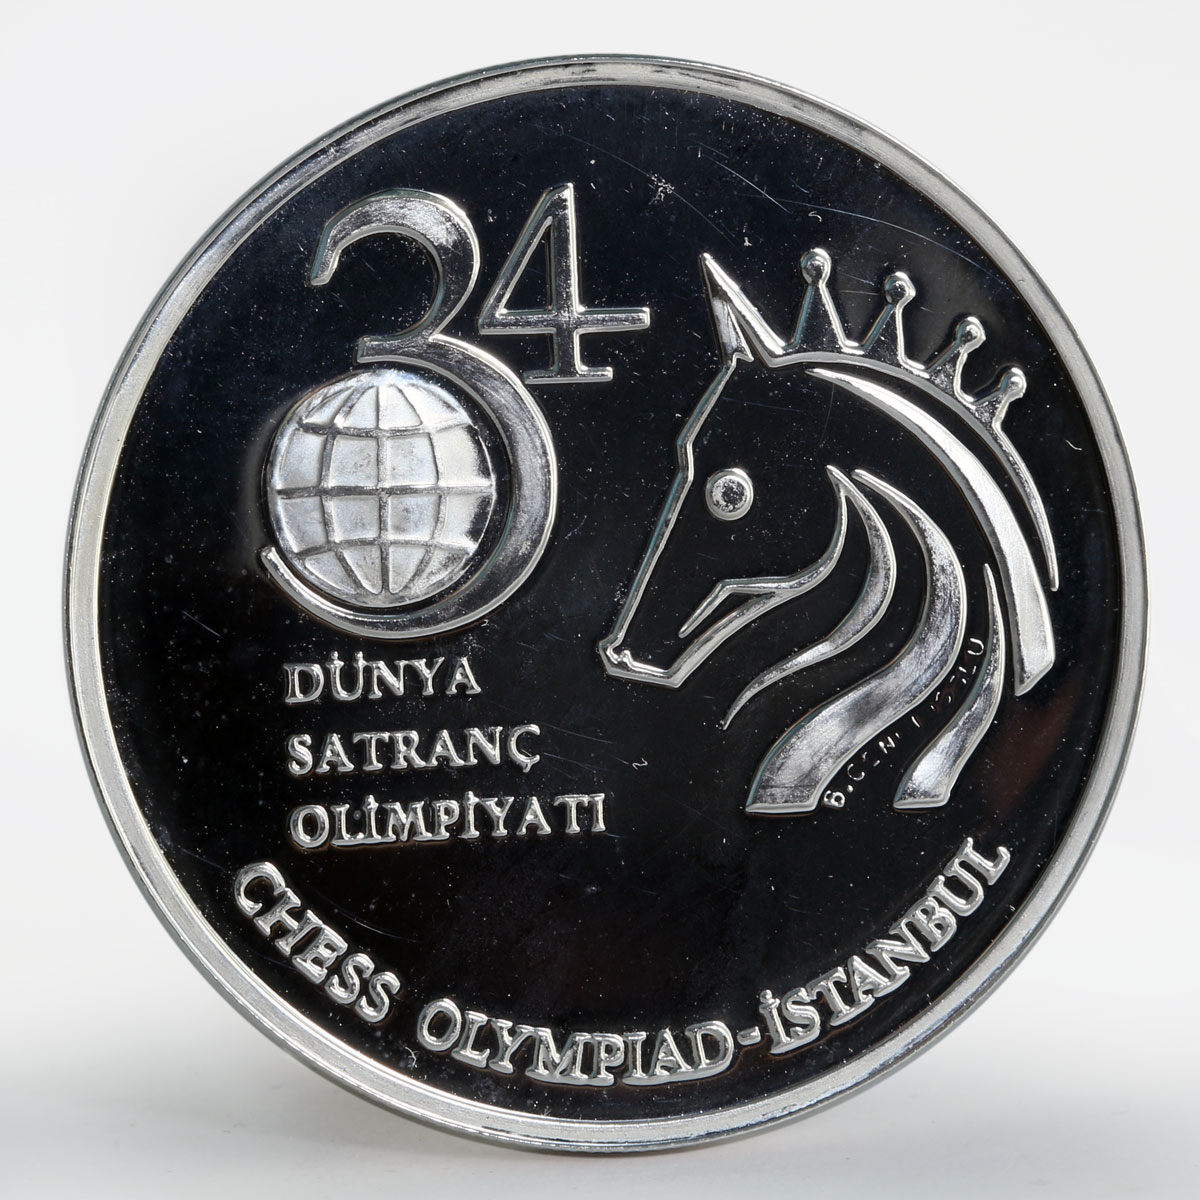 34
DÜNYA
SATRANÇ
OLİMPİYATI
CHESS OLYMPIAD-İSTANBUL